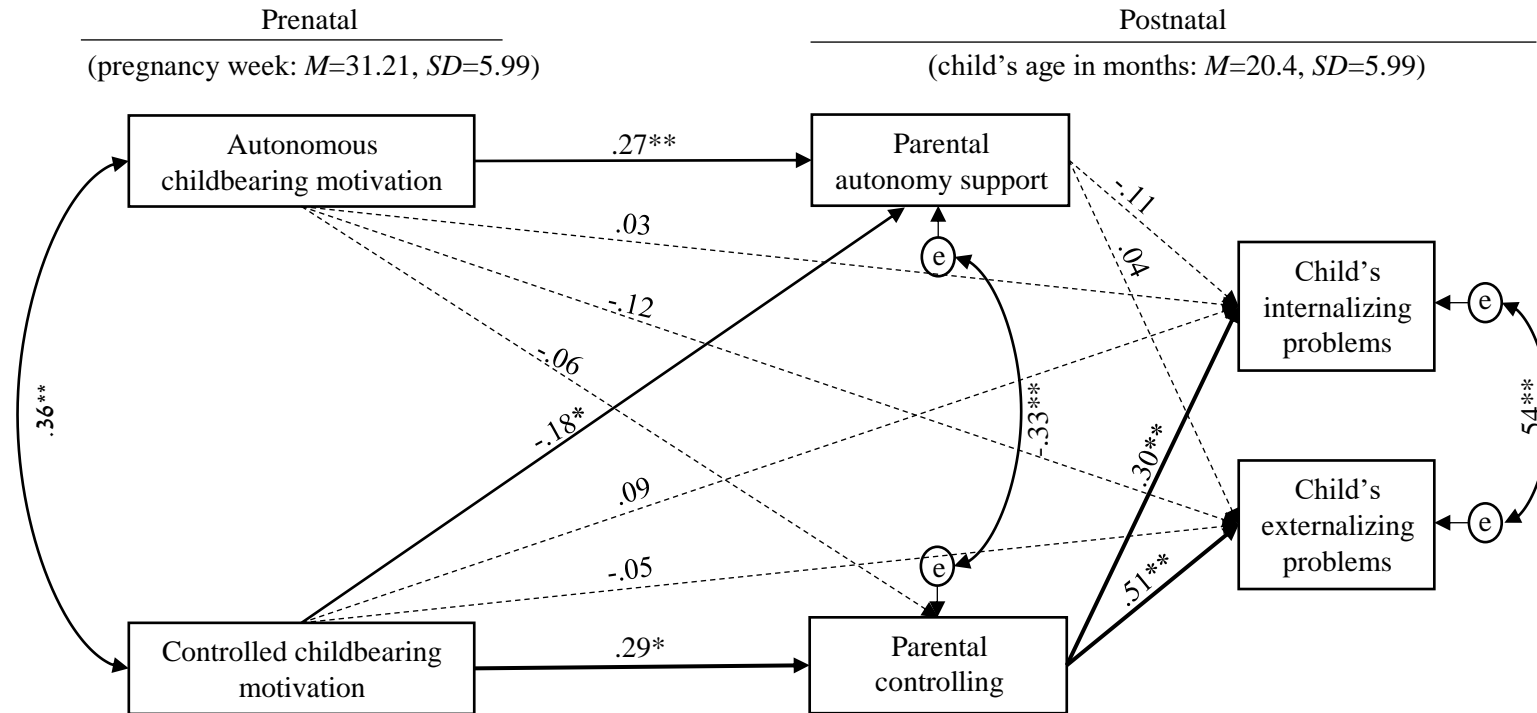 Prenatal
Postnatal
(pregnancy week: M=31.21, SD=5.99)
(child’s age in months: M=20.4, SD=5.99)
Autonomous
childbearing motivation
.27**
Parental
autonomy support
-.11
.03
.04
e
Child’s
internalizing
problems
e
-.12
-.06
.36**
-.18*
-.33**
.30**
.54**
.09
Child’s
externalizing
problems
e
-.05
e
.51**
Controlled childbearing
motivation
.29*
Parental
controlling